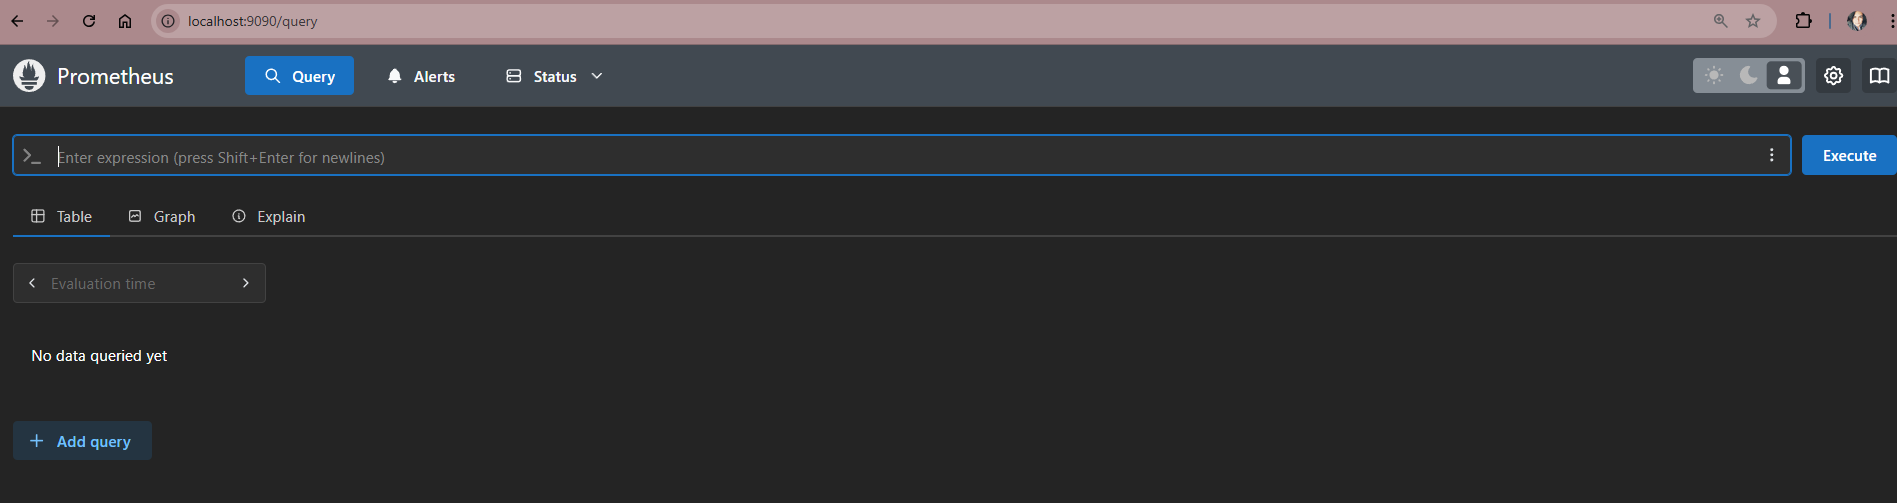 localhost:9090/query
Prometheus Query Alerts Status
Enter expression (press Shift+Enter for newlines) Execute
Table Graph Explain
Evaluation time
No data queried yet
Add query